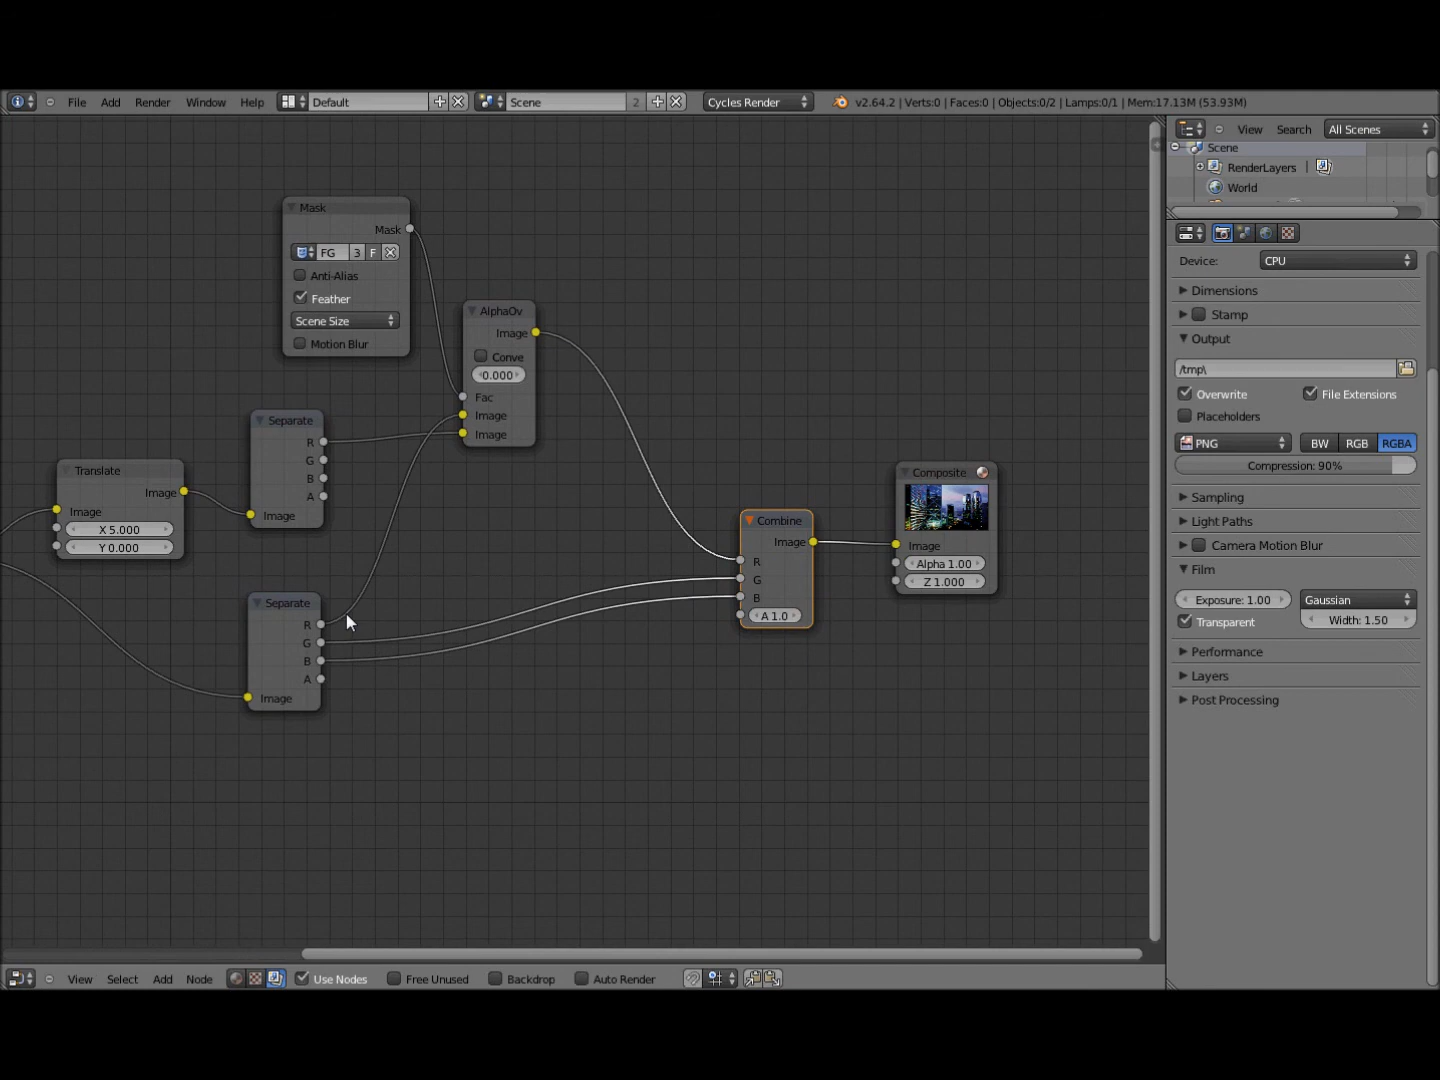 File Add Render Window Help Default Scene 2 Cycles Render v2.64.2 | Verts:0 | Faces:0 | Objects:0/2 | Lamps:0/1 | Mem:17.13M (53.93M)
View Search All Scenes
Scene
RenderLayers |
World
Device: CPU
Dimensions
Stamp
Output
/tmp\
Overwrite File Extensions
Placeholders
PNG BW RGB RGBA
Compression: 90%
Sampling
Light Paths
Camera Motion Blur
Film
Exposure: 1.00 Gaussian
Transparent Width: 1.50
Performance
Layers
Post Processing
Mask
Mask
FG 3 F
Anti-Alias
Feather
Scene Size
Motion Blur
AlphaOv
Image
Conve
0.000
Fac
Image
Image
Separate
R
G
B
A
Image
Translate
Image
Image
X 5.000
Y 0.000
Separate
R
G
B
A
Image
Combine
Image
R
G
B
A 1.0
Composite
Image
Alpha 1.00
Z 1.000
View Select Add Node Use Nodes Free Unused Backdrop Auto Render